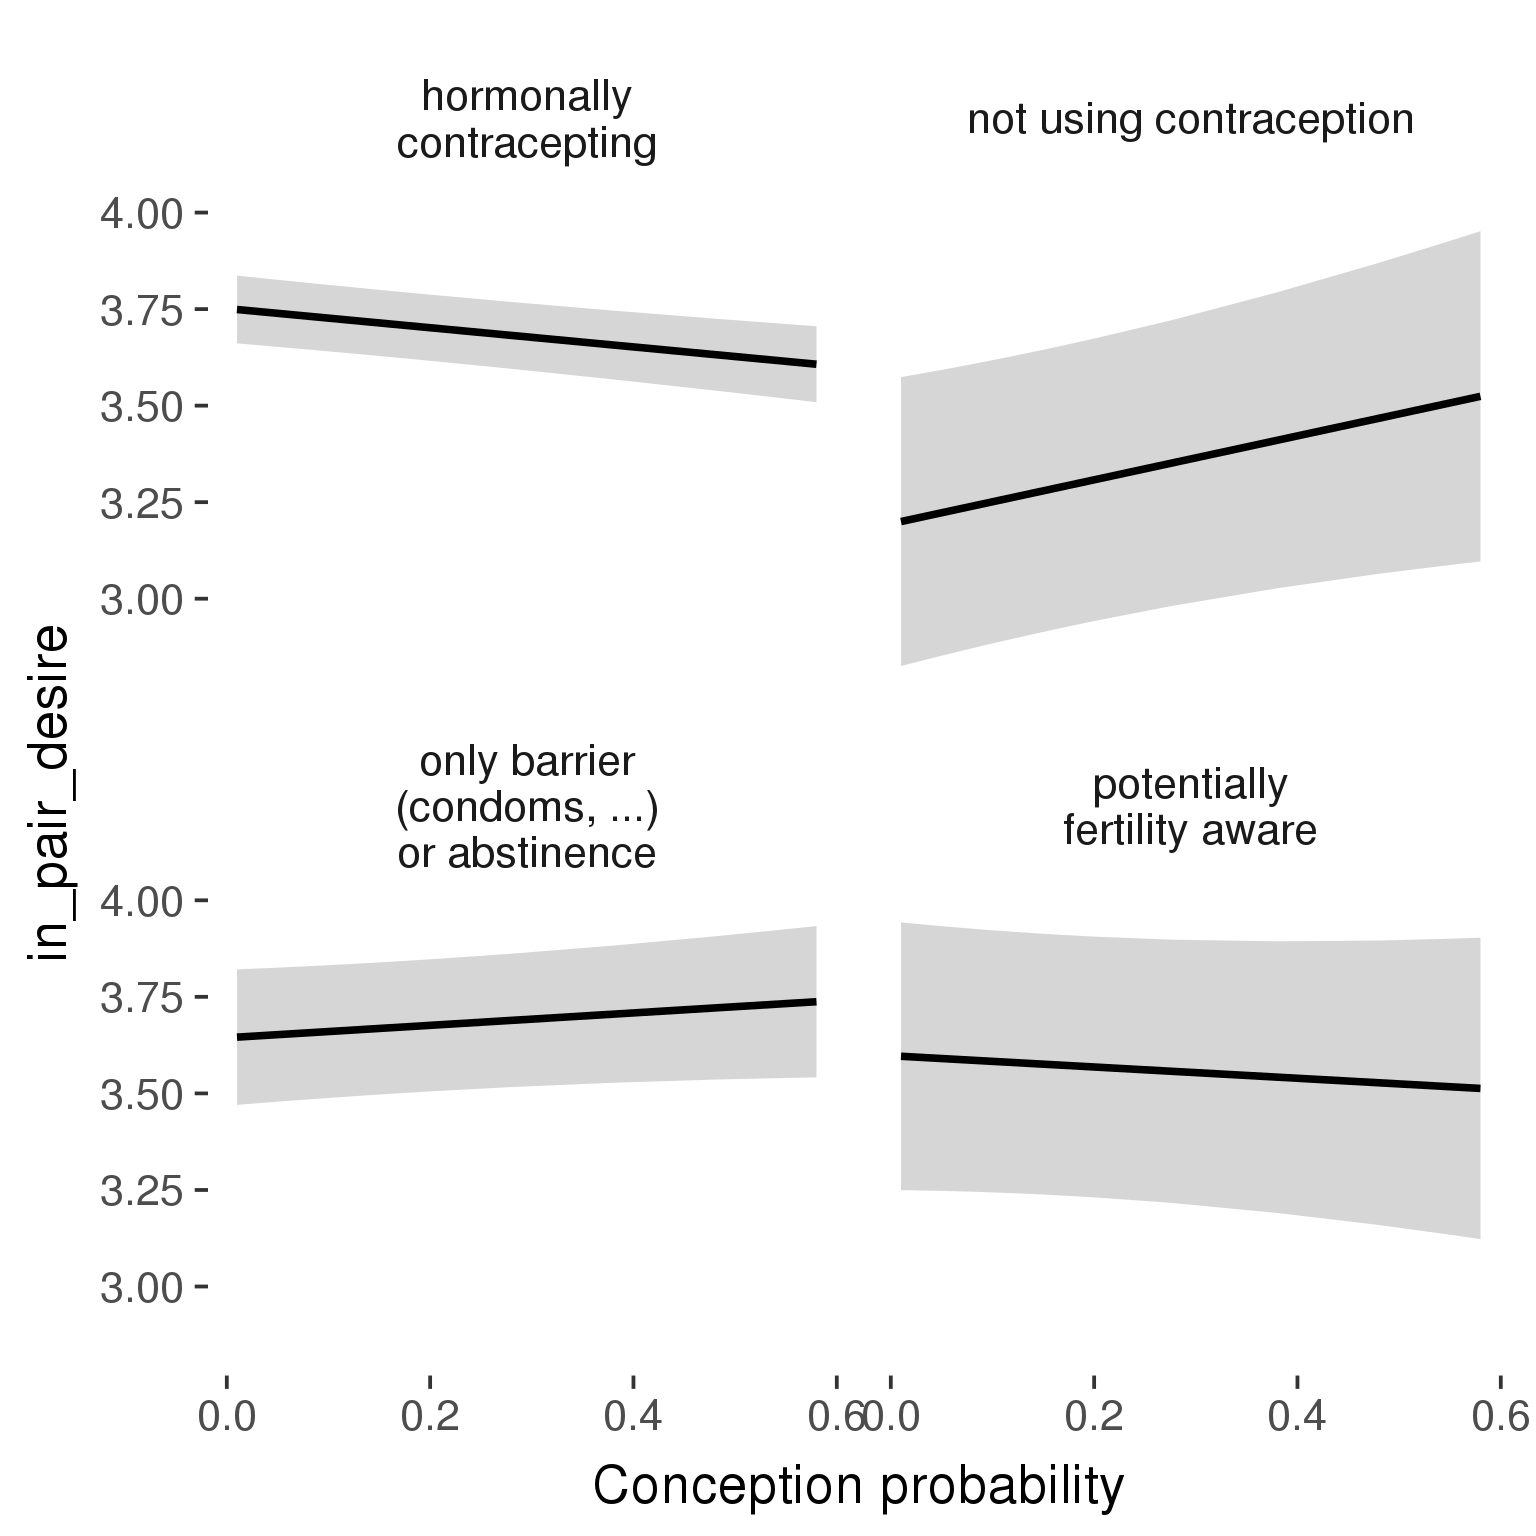 hormonally
contracepting
not using contraception
4.00
3.75
3.50
3.25
3.00
in_pair_desire
only barrier
(condoms, ...)
or abstinence
potentially
fertility aware
4.00
3.75
3.50
3.25
3.00
0.0 0.2 0.4 0.6 0.0 0.2 0.4 0.6
Conception probability